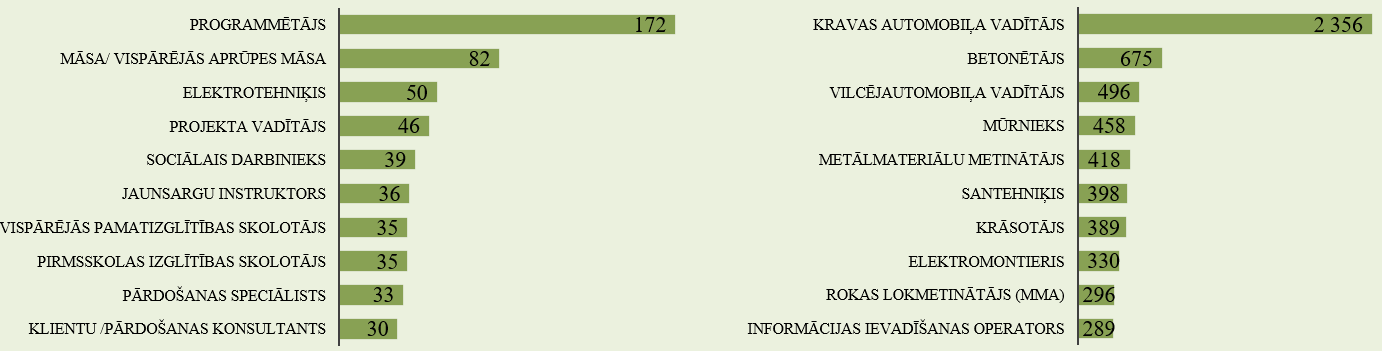 PROGRAMMĒTĀJS 172
MĀSA/ VISPĀRĒJĀS APRŪPES MĀSA 82
ELEKTROTEHNIĶIS 50
PROJEKTA VADĪTĀJS 46
SOCIĀLAIS DARBINIEKS 39
JAUNSARGU INSTRUKTORS 36
VISPĀRĒJĀS PAMATIZGLĪTĪBAS SKOLOTĀJS 35
PIRMSSKOLAS IZGLĪTĪBAS SKOLOTĀJS 35
PĀRDOŠANAS SPECIĀLISTS 33
KLIENTU /PĀRDOŠANAS KONSULTANTS 30
KRAVAS AUTOMOBIĻA VADĪTĀJS 2 356
BETONĒTĀJS 675
VILCĒJAUTOMOBIĻA VADĪTĀJS 496
MŪRNIEKS 458
METĀLMATERIĀLU METINĀTĀJS 418
SANTEHNIĶIS 398
KRĀSOTĀJS 389
ELEKTROMONTIERIS 330
ROKAS LOKMETINĀTĀJS (MMA) 296
INFORMĀCIJAS IEVADĪŠANAS OPERATORS 289